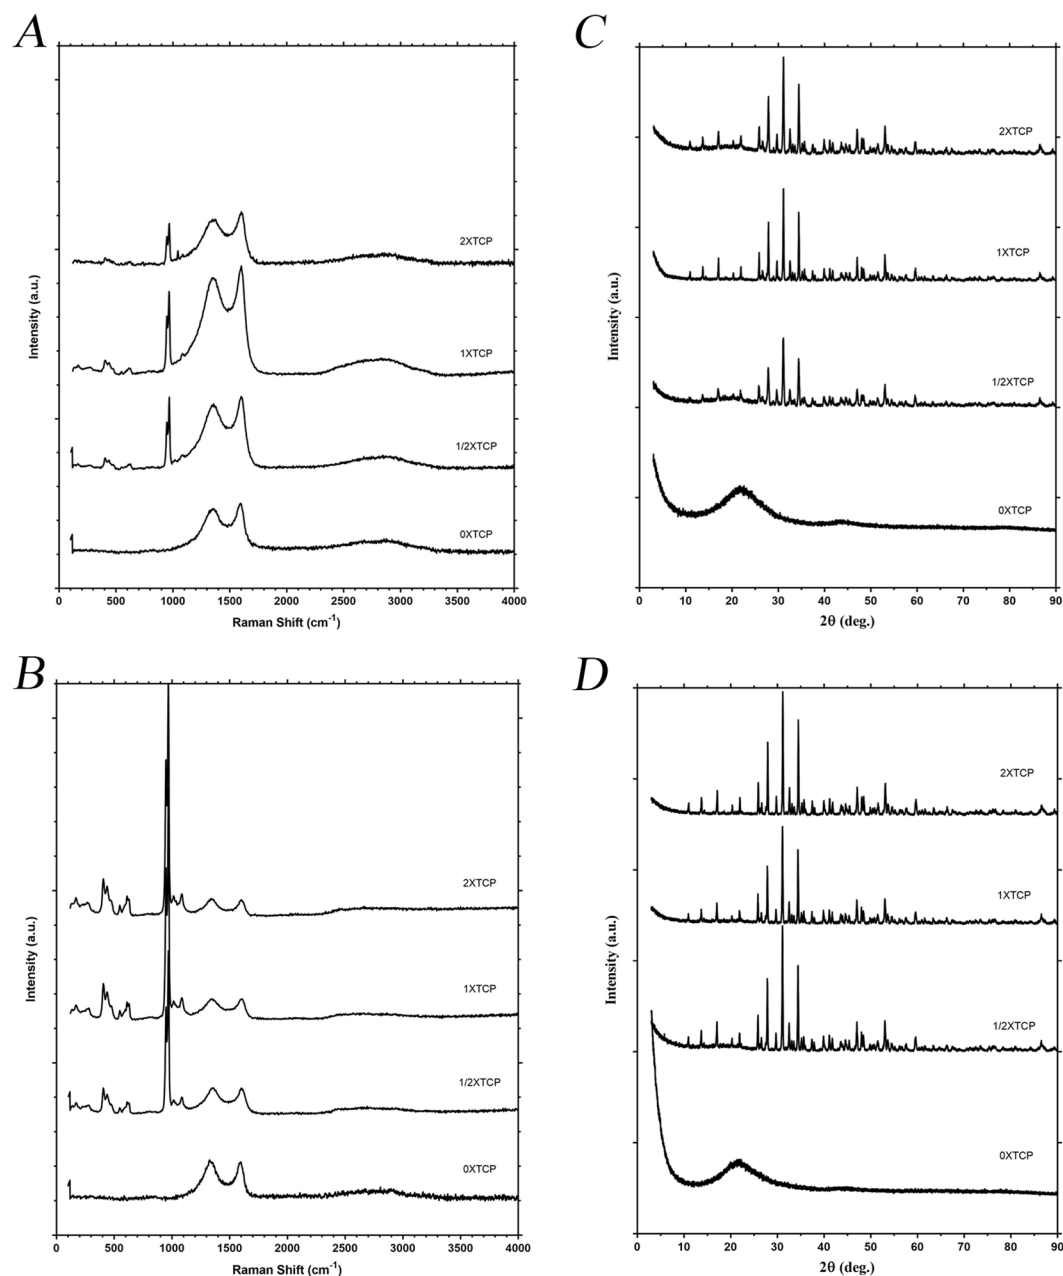 A
2XTCP
1XTCP
1/2XTCP
0XTCP
Intensity (a.u.)
0 500 1000 1500 2000 2500 3000 3500 4000
Raman Shift (cm⁻¹)
C
2XTCP
1XTCP
1/2XTCP
0XTCP
Intensity (a.u.)
0 10 20 30 40 50 60 70 80 90
2θ (deg.)
B
2XTCP
1XTCP
1/2XTCP
0XTCP
Intensity (a.u.)
0 500 1000 1500 2000 2500 3000 3500 4000
Raman Shift (cm⁻¹)
D
2XTCP
1XTCP
1/2XTCP
0XTCP
Intensity (a.u.)
0 10 20 30 40 50 60 70 80 90
2θ (deg.)